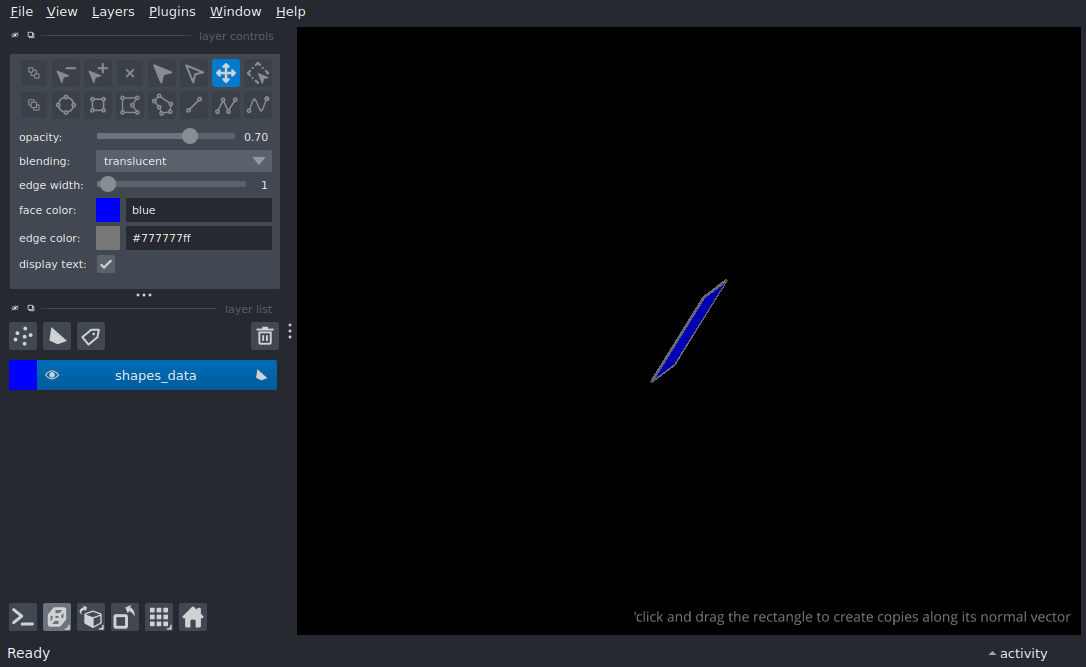 File View Layers Plugins Window Help
layer controls
opacity: 0.70
blending: translucent
edge width: 1
face color: blue
edge color: #777777ff
display text:
layer list
shapes_data
'click and drag the rectangle to create copies along its normal vector
Ready
activity